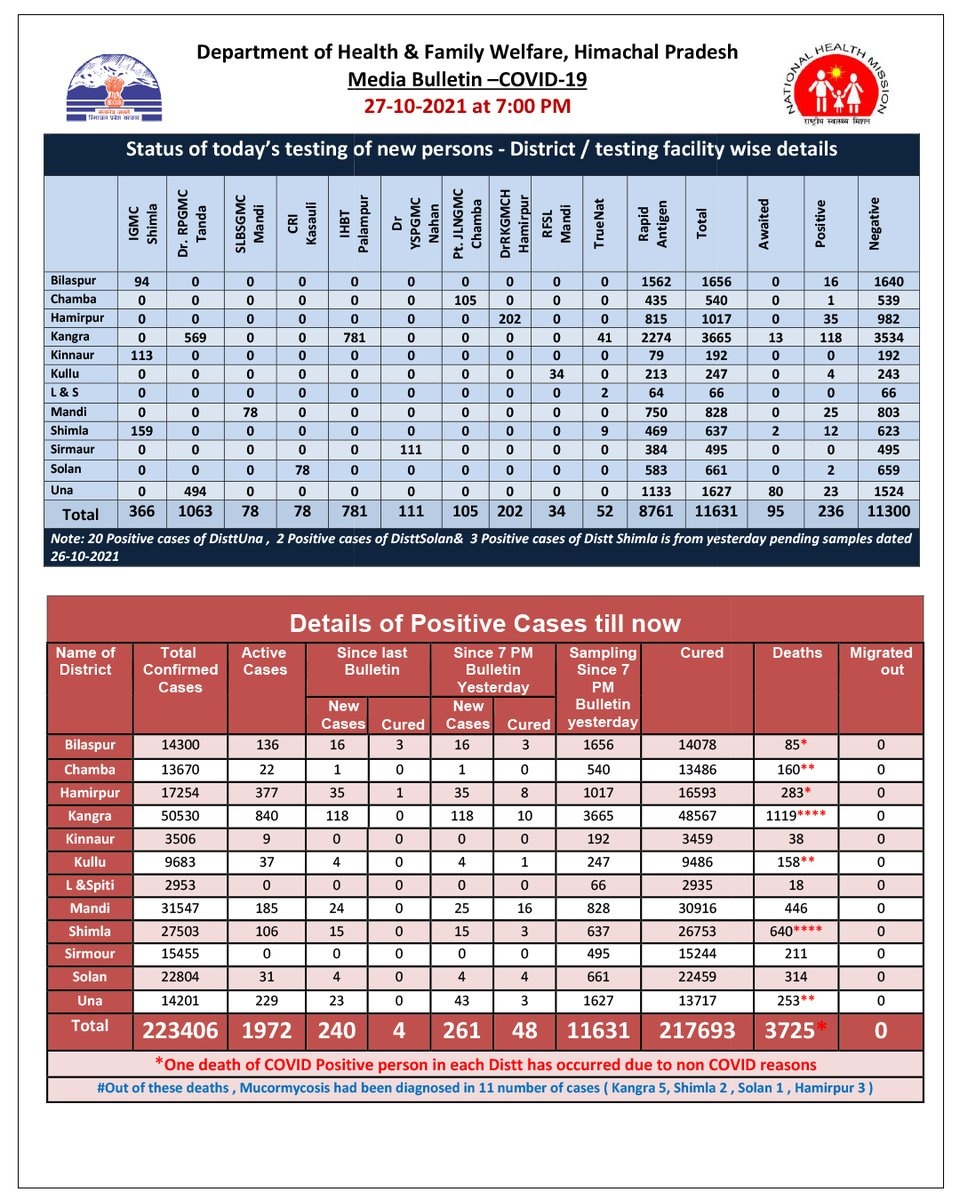 Department of Health & Family Welfare, Himachal Pradesh
Media Bulletin –COVID-19
27-10-2021 at 7:00 PM
NATIONAL HEALTH MISSION
राष्ट्रीय स्वास्थ्य मिशन
हिमाचल प्रदेश सरकार
Status of today's testing of new persons - District / testing facility wise details
IGMC Shimla Dr. RPGMC Tanda SLBSGMC Mandi CRI Kasauli IHBT Palampur Dr YSPGMC Nahan Pt. JLNGMC Chamba DrRKGMCH Hamirpur RFSL Mandi TrueNat Rapid Antigen Total Awaited Positive Negative
Bilaspur 94 0 0 0 0 0 0 0 0 0 1562 1656 0 16 1640
Chamba 0 0 0 0 0 0 105 0 0 0 435 540 0 1 539
Hamirpur 0 0 0 0 0 0 0 202 0 0 815 1017 0 35 982
Kangra 0 569 0 0 781 0 0 0 0 41 2274 3665 13 118 3534
Kinnaur 113 0 0 0 0 0 0 0 0 0 79 192 0 0 192
Kullu 0 0 0 0 0 0 0 0 34 0 213 247 0 4 243
L & S 0 0 0 0 0 0 0 0 0 2 64 66 0 0 66
Mandi 0 0 78 0 0 0 0 0 0 0 750 828 0 25 803
Shimla 159 0 0 0 0 0 0 0 0 9 469 637 2 12 623
Sirmaur 0 0 0 0 0 111 0 0 0 0 384 495 0 0 495
Solan 0 0 0 78 0 0 0 0 0 0 583 661 0 2 659
Una 0 494 0 0 0 0 0 0 0 0 1133 1627 80 23 1524
Total 366 1063 78 78 781 111 105 202 34 52 8761 11631 95 236 11300
Note: 20 Positive cases of DisttUna , 2 Positive cases of DisttSolan& 3 Positive cases of Distt Shimla is from yesterday pending samples dated
26-10-2021
Details of Positive Cases till now
Name of District Total Confirmed Cases Active Cases Since last Bulletin Since 7 PM Bulletin Yesterday Sampling Since 7 PM Bulletin yesterday Cured Deaths Migrated out
New Cases Cured New Cases Cured
Bilaspur 14300 136 16 3 16 3 1656 14078 85* 0
Chamba 13670 22 1 0 1 0 540 13486 160** 0
Hamirpur 17254 377 35 1 35 8 1017 16593 283* 0
Kangra 50530 840 118 0 118 10 3665 48567 1119**** 0
Kinnaur 3506 9 0 0 0 0 192 3459 38 0
Kullu 9683 37 4 0 4 1 247 9486 158** 0
L &Spiti 2953 0 0 0 0 0 66 2935 18 0
Mandi 31547 185 24 0 25 16 828 30916 446 0
Shimla 27503 106 15 0 15 3 637 26753 640**** 0
Sirmour 15455 0 0 0 0 0 495 15244 211 0
Solan 22804 31 4 0 4 4 661 22459 314 0
Una 14201 229 23 0 43 3 1627 13717 253** 0
Total 223406 1972 240 4 261 48 11631 217693 3725* 0
*One death of COVID Positive person in each Distt has occurred due to non COVID reasons
#Out of these deaths , Mucormycosis had been diagnosed in 11 number of cases ( Kangra 5, Shimla 2 , Solan 1 , Hamirpur 3 )